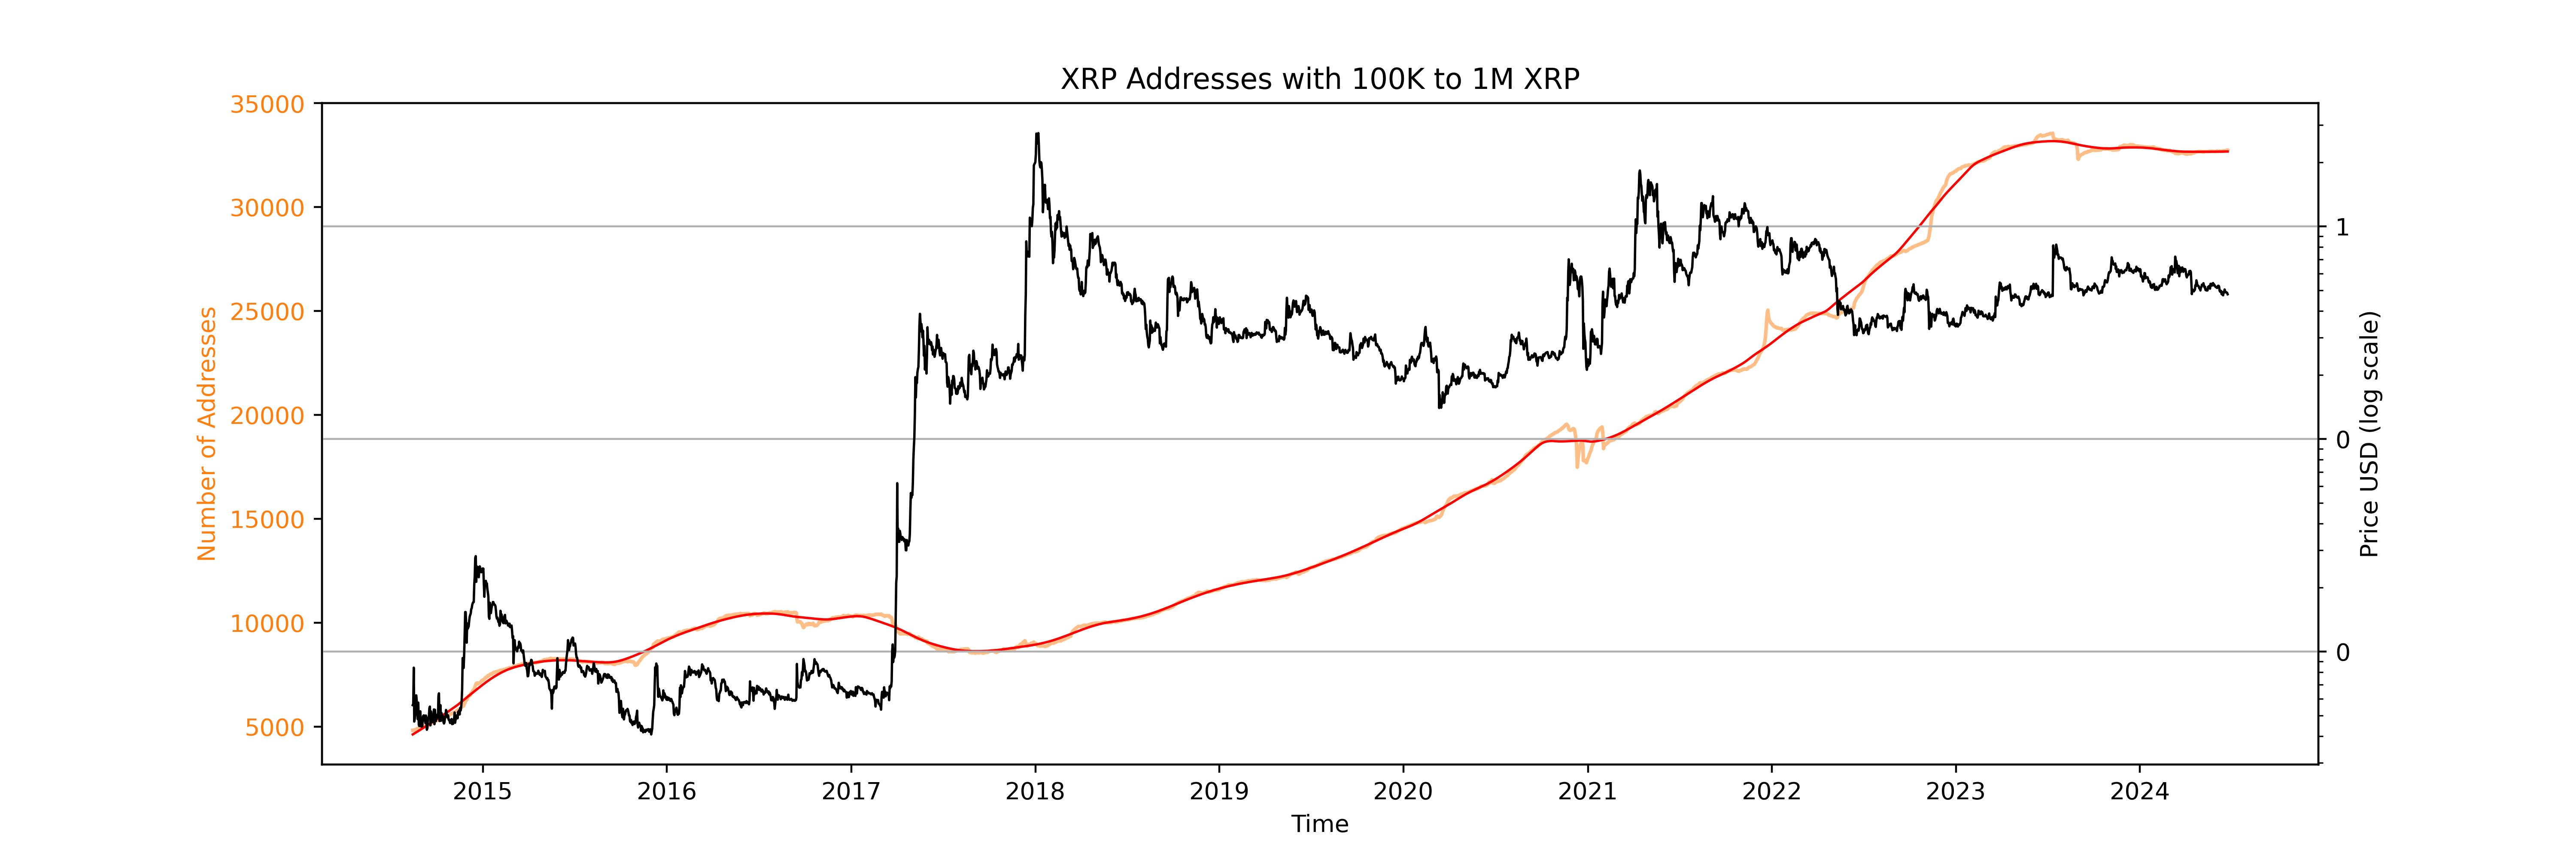 XRP Addresses with 100K to 1M XRP
35000
30000
25000
20000
15000
10000
5000
Number of Addresses
1
0
0
Price USD (log scale)
2015 2016 2017 2018 2019 2020 2021 2022 2023 2024
Time